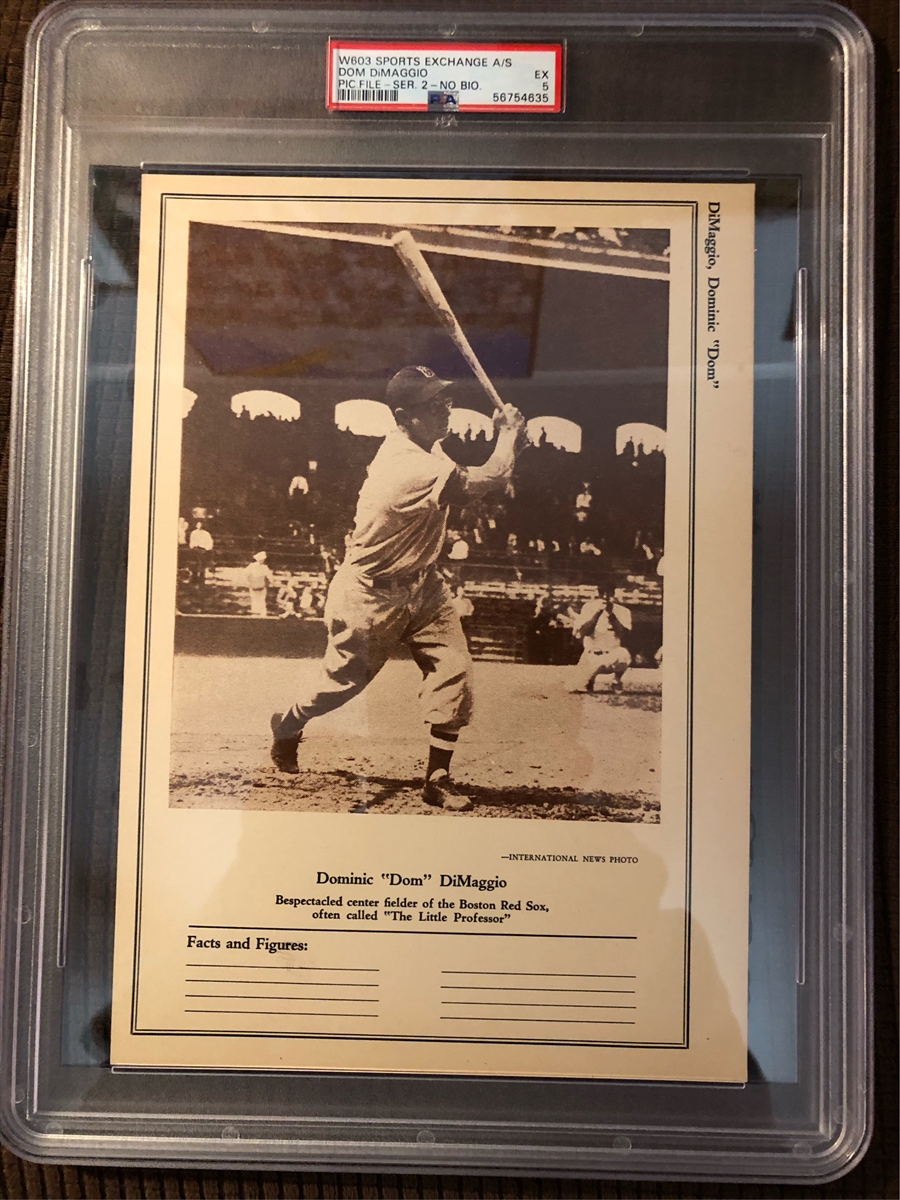 W603 SPORTS EXCHANGE A/S
DOM DiMAGGIO EX
PIC.FILE-SER. 2-NO BIO. 5
PSA 56754635
DiMaggio, Dominic "Dom"
—INTERNATIONAL NEWS PHOTO
Dominic "Dom" DiMaggio
Bespectacled center fielder of the Boston Red Sox,
often called "The Little Professor"
Facts and Figures: